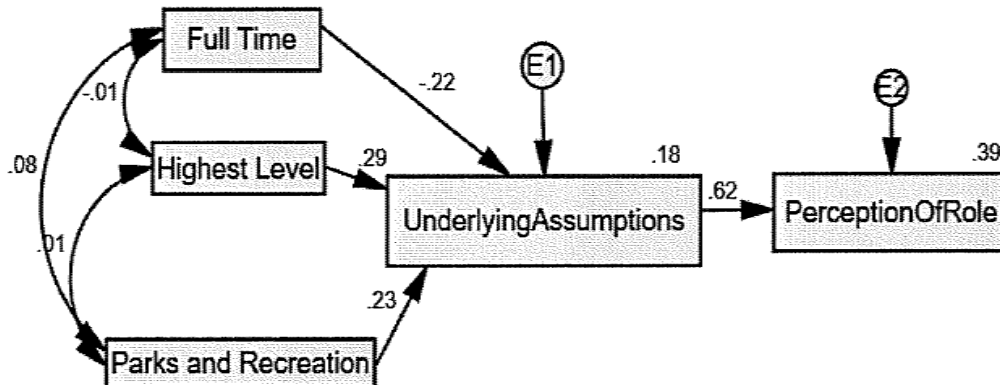 Full Time
E1
E2
-.01
-.22
.08
Highest Level
.29
.18
.39
UnderlyingAssumptions
.62
PerceptionOfRole
.01
.23
Parks and Recreation